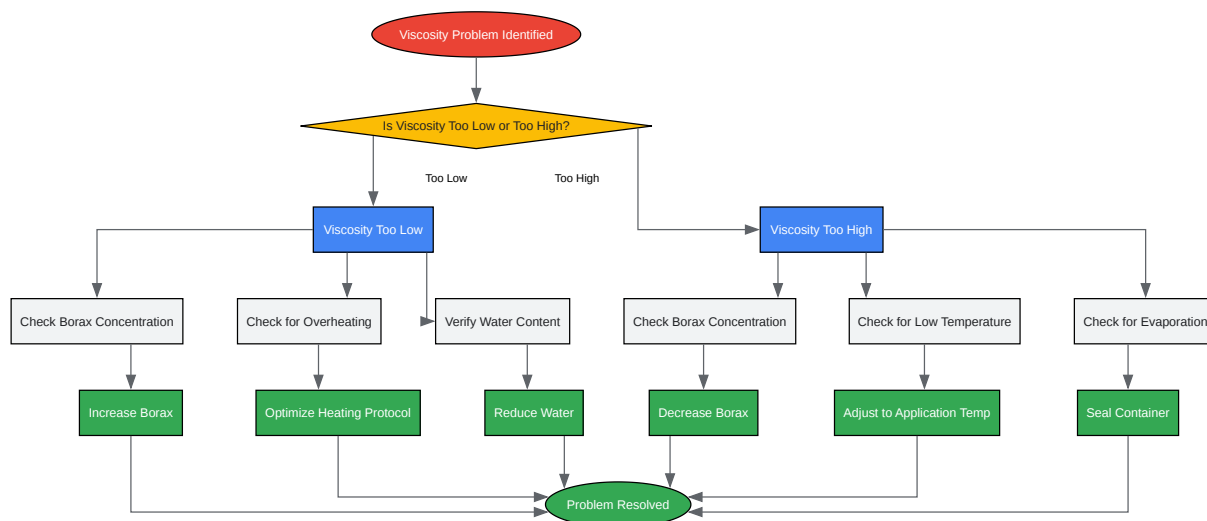 Viscosity Problem Identified
Is Viscosity Too Low or Too High?
Too Low
Too High
Viscosity Too Low
Viscosity Too High
Check Borax Concentration
Check for Overheating
Verify Water Content
Check Borax Concentration
Check for Low Temperature
Check for Evaporation
Increase Borax
Optimize Heating Protocol
Reduce Water
Decrease Borax
Adjust to Application Temp
Seal Container
Problem Resolved